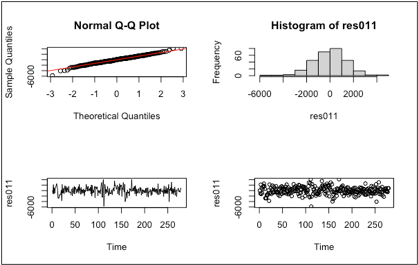 Normal Q-Q Plot
Sample Quantiles
-6000
-3 -2 -1 0 1 2 3
Theoretical Quantiles
Histogram of res011
Frequency
0 60
-6000 -2000 0 2000
res011
res011
-6000
0 50 100 150 200 250
Time
res011
-6000
0 50 100 150 200 250
Time